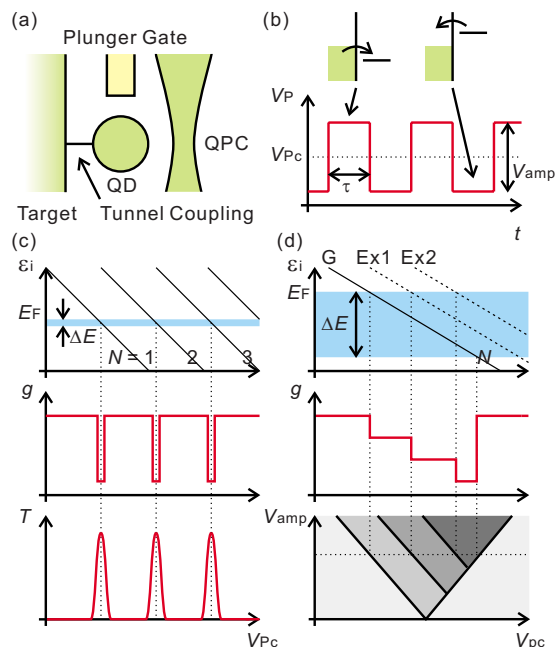 (a)
Plunger Gate
QPC
QD
Target
Tunnel Coupling
(b)
VP
VPc
Vamp
τ
t
(c)
εi
EF
ΔE
N = 1
2
3
g
T
VPc
(d)
G
Ex1
Ex2
εi
EF
ΔE
N
g
Vamp
Vpc